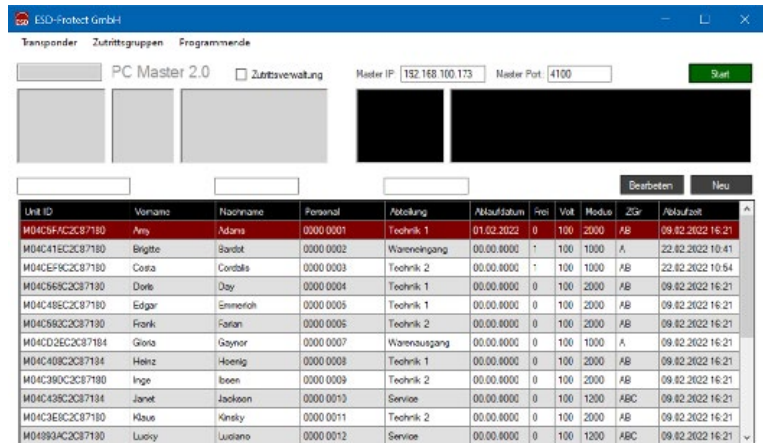 ESD-Protect GmbH
Transponder Zutrittsgruppen Programmende
PC Master 2.0 Zutrittsverwaltung Master IP: 192.168.100.173 Master Port: 4100 Start
Bearbeten Neu
Unit ID Vorname Nachname Personal Abteilung Ablaufdatum Frei Volt Modus ZGr Ablaufzeit
Amy Adams 0000 0001 Technik 1 01.02.2022 0 100 2000 AB 09.02.2022 16:21
M04C41EC2C87180 Brigitte Bardot 0000 0002 Wareneingang 00.00.0000 1 100 1000 A 22.02.2022 10:41
M04CEF9C2C87180 Costa Cordalis 0000 0003 Technik 2 00.00.0000 1 100 1000 AB 22.02.2022 10:54
M04C568C2C87180 Doris Day 0000 0004 Technik 1 00.00.0000 0 100 2000 AB 09.02.2022 16:21
M04C48EC2C87180 Edgar Emmerich 0000 0005 Technik 1 00.00.0000 0 100 2000 AB 09.02.2022 16:21
M04C592C2C87180 Frank Farian 0000 0006 Technik 2 00.00.0000 0 100 2000 AB 09.02.2022 16:21
M04CD2EC2C87184 Gloria Gaynor 0000 0007 Warenausgang 00.00.0000 0 100 1000 A 09.02.2022 16:21
M04C408C2C87184 Heinz Hoenig 0000 0008 Technik 1 00.00.0000 0 100 2000 AB 09.02.2022 16:21
M04C390C2C87180 Inge Ibsen 0000 0009 Technik 2 00.00.0000 0 100 2000 AB 09.02.2022 16:21
M04C435C2C87184 Janet Jackson 0000 0010 Service 00.00.0000 0 100 1200 ABC 09.02.2022 16:21
M04C3E8C2C87180 Klaus Kinsky 0000 0011 Technik 2 00.00.0000 0 100 2000 AB 09.02.2022 16:21
M04893AC2C87180 Lucky Luciano 0000 0012 Service 00.00.0000 0 100 1200 ABC 09.02.2022 16:21